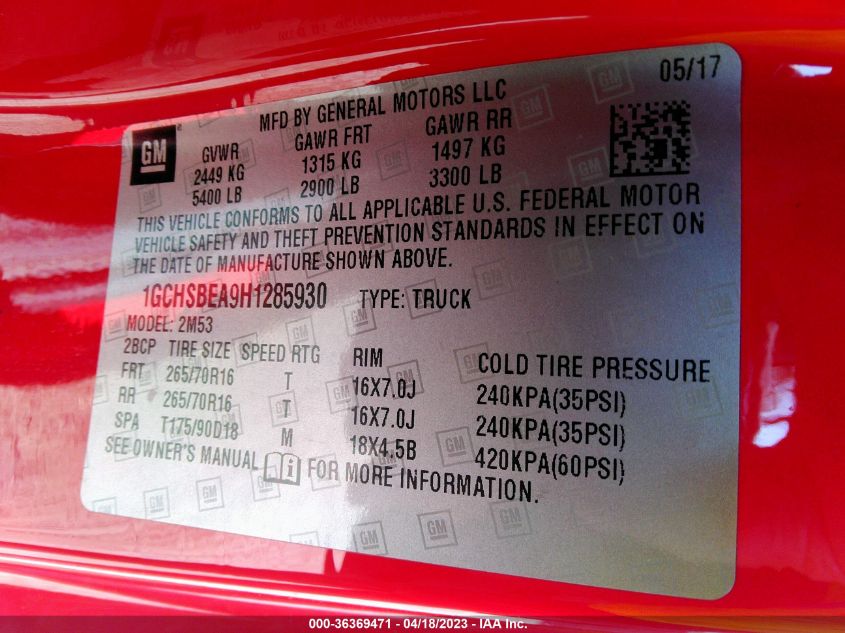 05/17
MFD BY GENERAL MOTORS LLC
GM
GVWR GAWR FRT GAWR RR
2449 KG 1315 KG 1497 KG
5400 LB 2900 LB 3300 LB
THIS VEHICLE CONFORMS TO ALL APPLICABLE U.S. FEDERAL MOTOR
VEHICLE SAFETY AND THEFT PREVENTION STANDARDS IN EFFECT ON
THE DATE OF MANUFACTURE SHOWN ABOVE.
1GCHSBEA9H1285930 TYPE: TRUCK
MODEL: 2M53
2BCP TIRE SIZE SPEED RTG RIM COLD TIRE PRESSURE
FRT 265/70R16 T 16X7.0J 240KPA(35PSI)
RR 265/70R16 T 16X7.0J 240KPA(35PSI)
SPA T175/90D18 M 18X4.5B 420KPA(60PSI)
SEE OWNER'S MANUAL i FOR MORE INFORMATION.
000-36369471 - 04/18/2023 - IAA Inc.